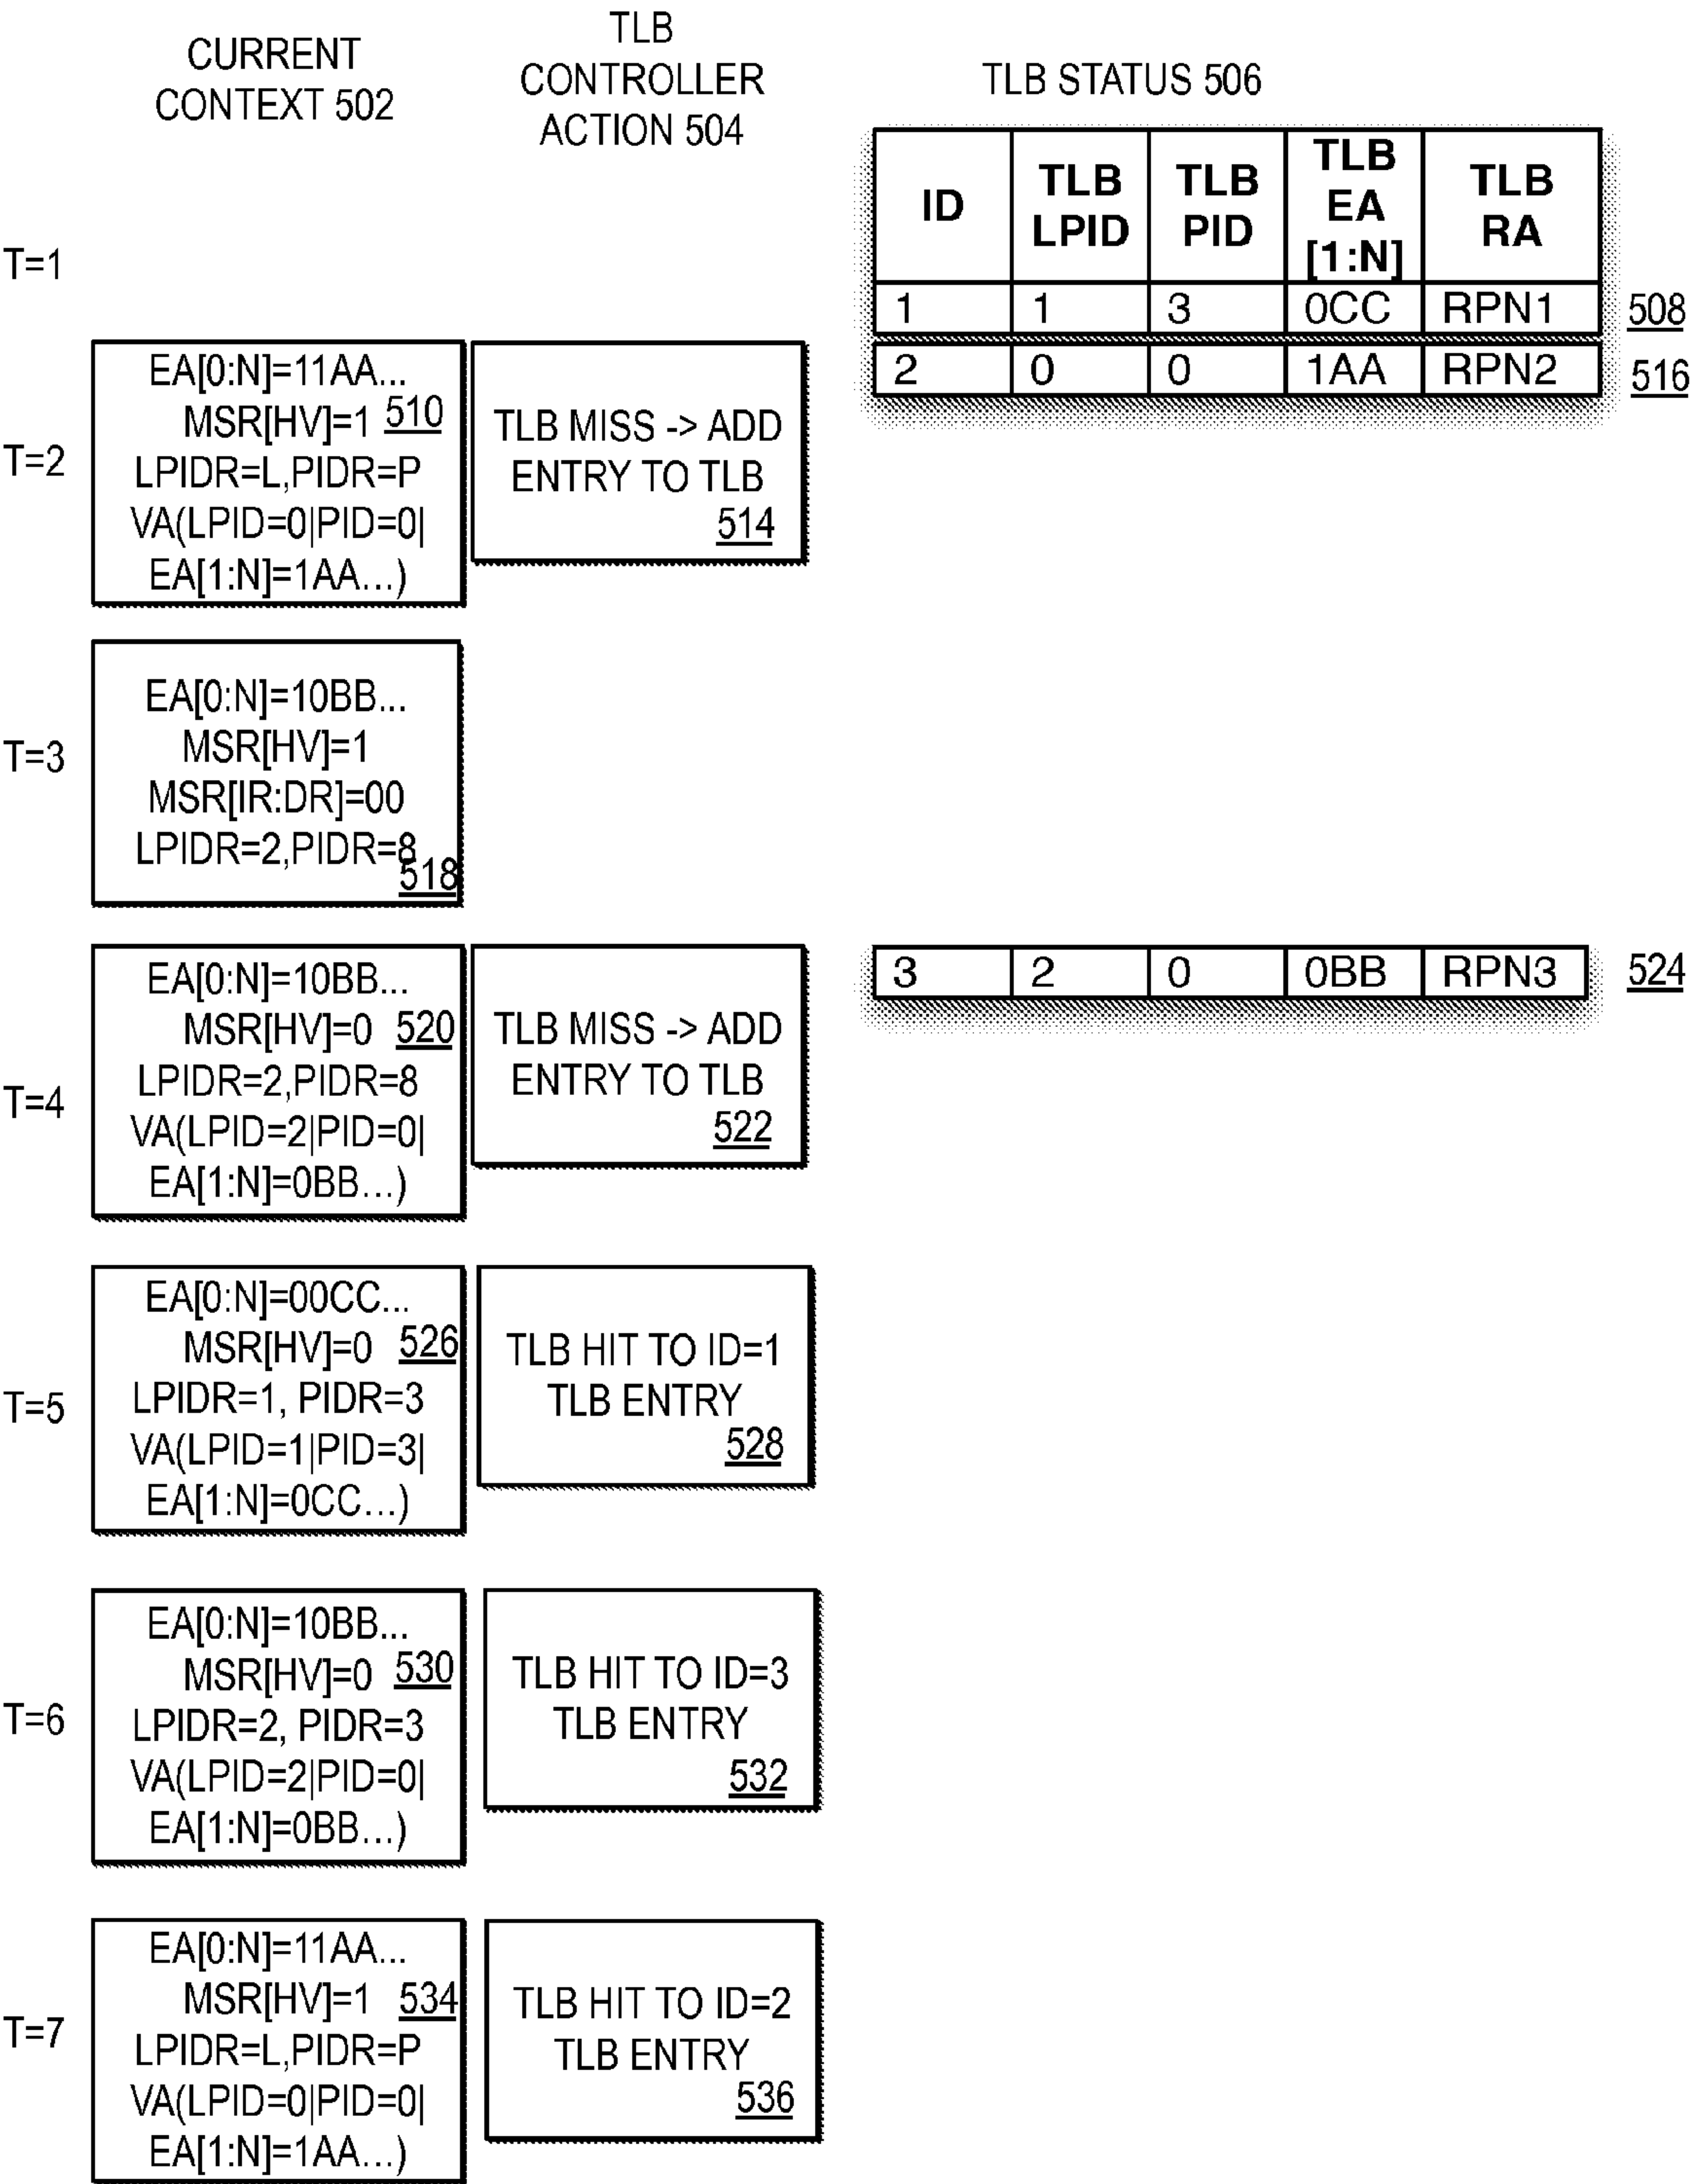 CURRENT
CONTEXT 502
TLB
CONTROLLER
ACTION 504
TLB STATUS 506
T=1
ID TLB LPID TLB PID TLB EA [1:N] TLB RA
1 1 3 0CC RPN1 508
2 0 0 1AA RPN2 516
T=2
EA[0:N]=11AA...
MSR[HV]=1 510
LPIDR=L,PIDR=P
VA(LPID=0|PID=0|
EA[1:N]=1AA...)
TLB MISS -> ADD
ENTRY TO TLB
514
T=3
EA[0:N]=10BB...
MSR[HV]=1
MSR[IR:DR]=00
LPIDR=2,PIDR=8
518
T=4
EA[0:N]=10BB...
MSR[HV]=0 520
LPIDR=2,PIDR=8
VA(LPID=2|PID=0|
EA[1:N]=0BB...)
TLB MISS -> ADD
ENTRY TO TLB
522
3 2 0 0BB RPN3 524
T=5
EA[0:N]=00CC...
MSR[HV]=0 526
LPIDR=1, PIDR=3
VA(LPID=1|PID=3|
EA[1:N]=0CC...)
TLB HIT TO ID=1
TLB ENTRY
528
T=6
EA[0:N]=10BB...
MSR[HV]=0 530
LPIDR=2, PIDR=3
VA(LPID=2|PID=0|
EA[1:N]=0BB...)
TLB HIT TO ID=3
TLB ENTRY
532
T=7
EA[0:N]=11AA...
MSR[HV]=1 534
LPIDR=L,PIDR=P
VA(LPID=0|PID=0|
EA[1:N]=1AA...)
TLB HIT TO ID=2
TLB ENTRY
536